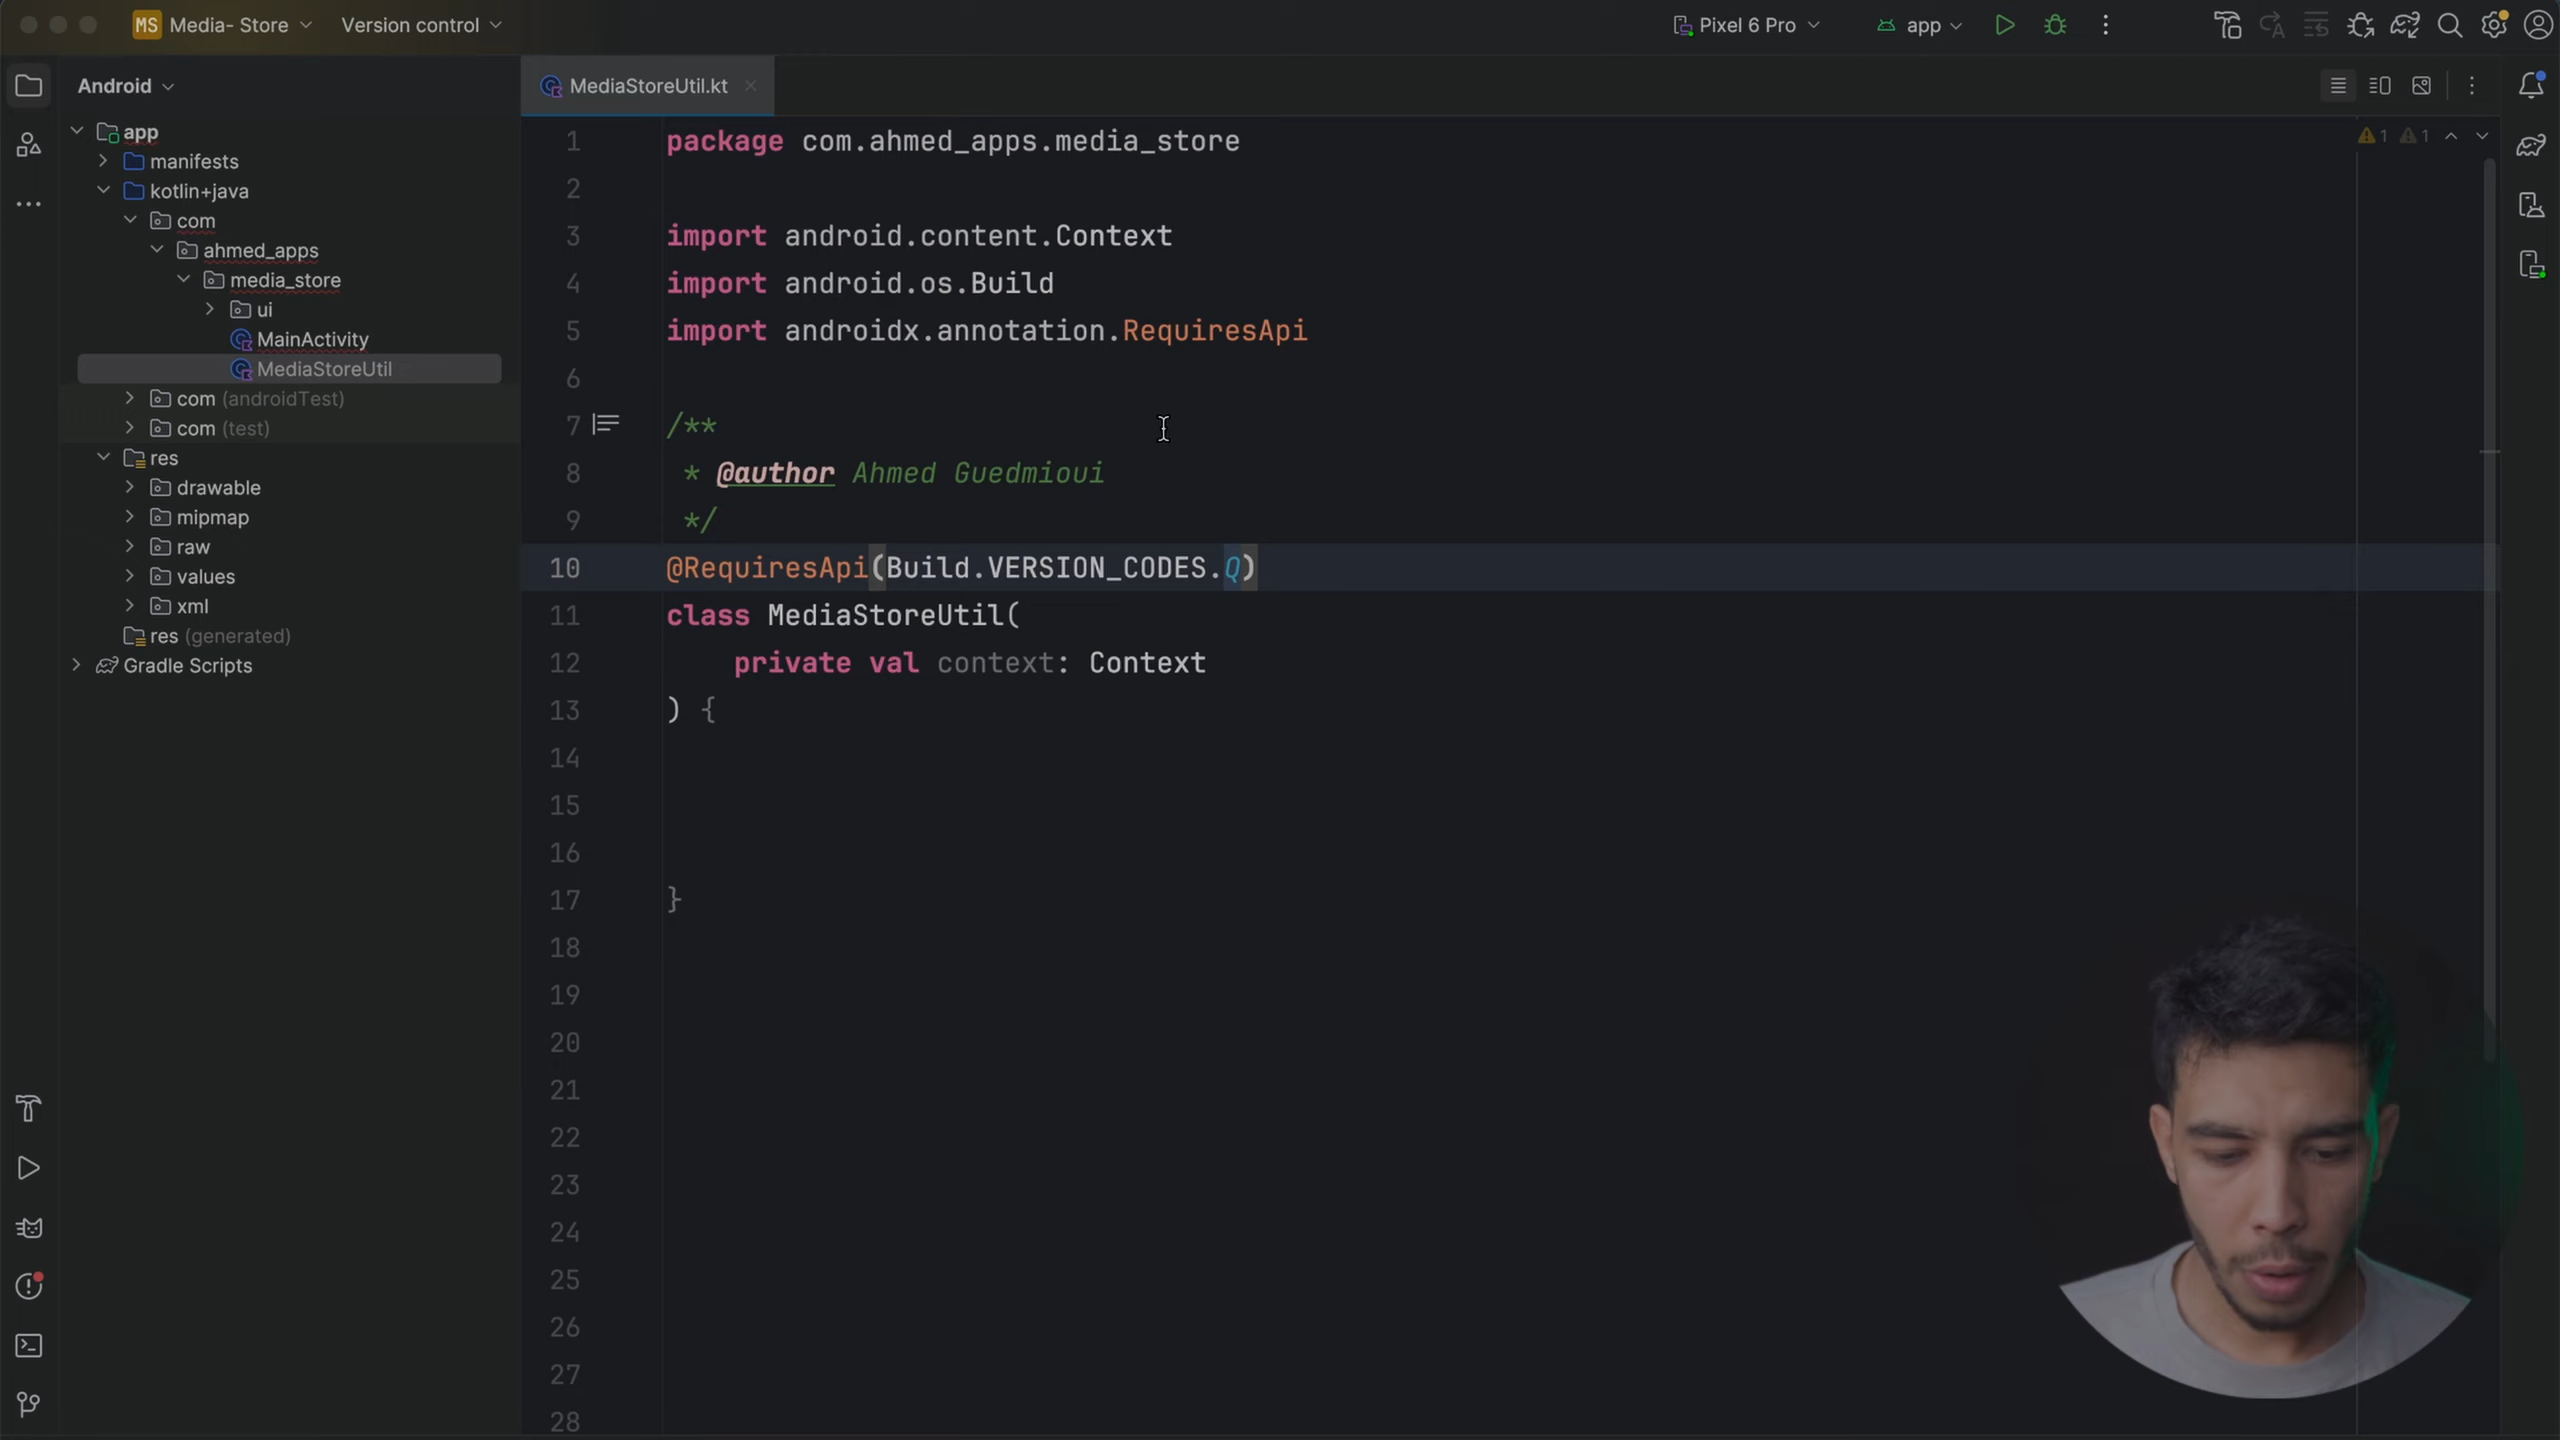 MS Media- Store Version control Pixel 6 Pro app
Android
app
manifests
kotlin+java
com
ahmed_apps
media_store
ui
MainActivity
MediaStoreUtil
com (androidTest)
com (test)
res
drawable
mipmap
raw
values
xml
res (generated)
Gradle Scripts
MediaStoreUtil.kt
1 1
1 package com.ahmed_apps.media_store
2
3 import android.content.Context
4 import android.os.Build
5 import androidx.annotation.RequiresApi
6
7 /**
8 * @author Ahmed Guedmioui
9 */
10 @RequiresApi(Build.VERSION_CODES.Q)
11 class MediaStoreUtil(
12 private val context: Context
13 ) {
14
15
16
17 }
18
19
20
21
22
23
24
25
26
27
28